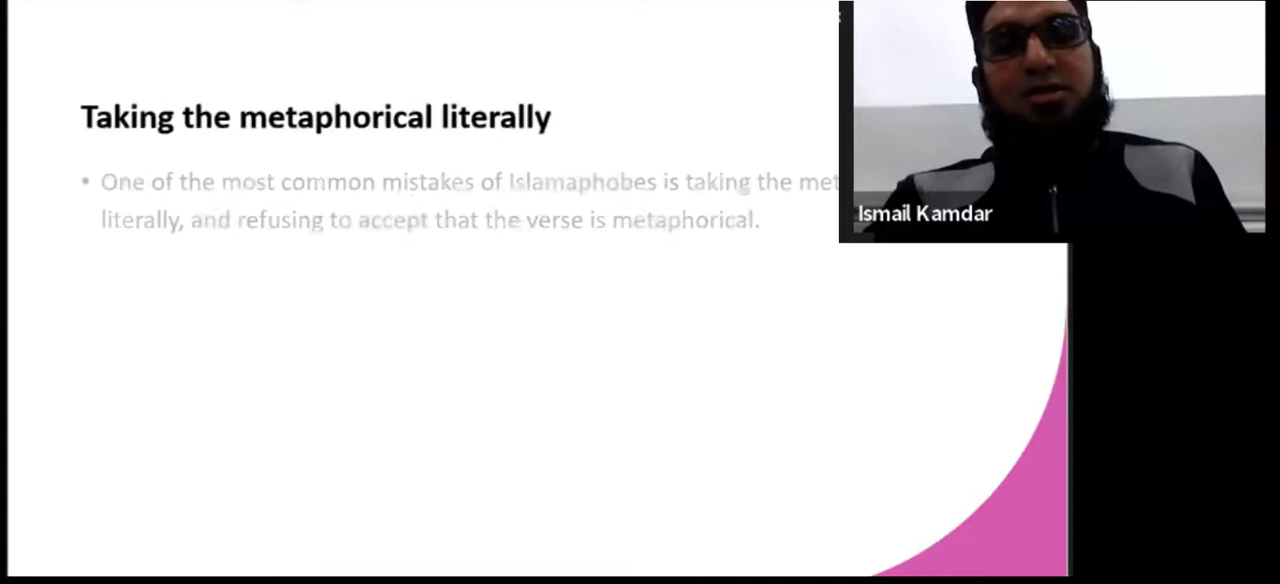 Taking the metaphorical literally
• One of the most common mistakes of Islamaphobes is taking the met
literally, and refusing to accept that the verse is metaphorical.
Ismail Kamdar